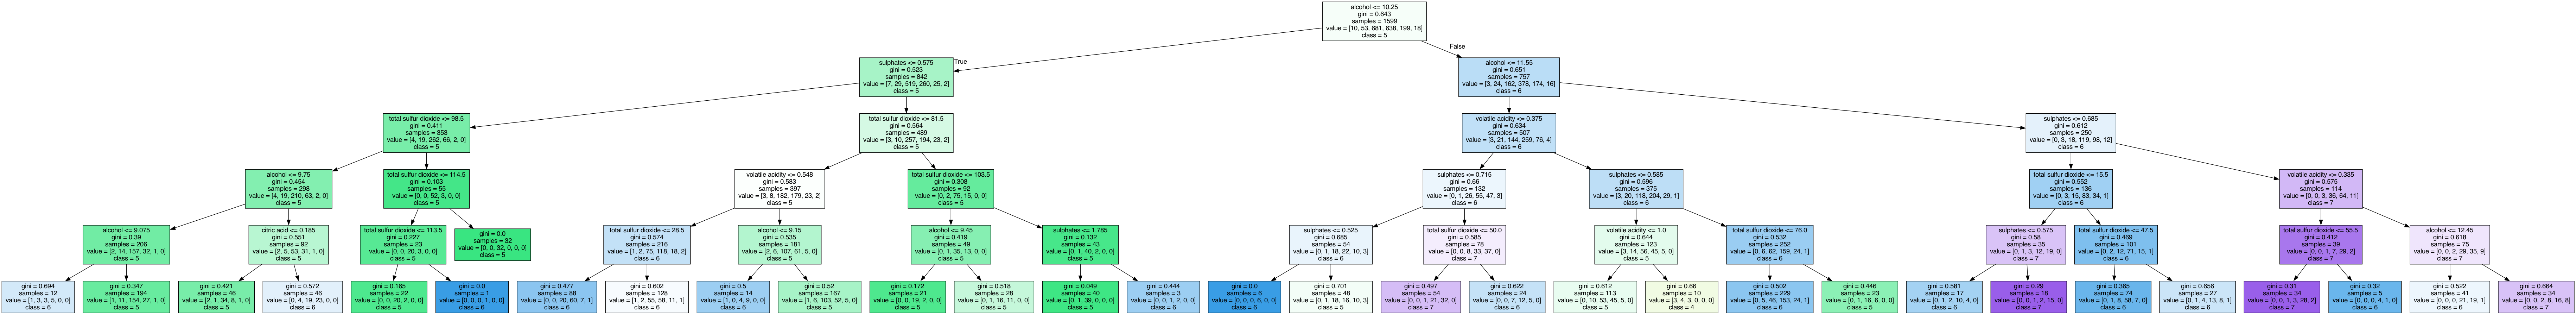 alcohol <= 10.25
gini = 0.643
samples = 1599
value = [10, 53, 681, 638, 199, 18]
class = 5
True
False
sulphates <= 0.575
gini = 0.523
samples = 842
value = [7, 29, 519, 260, 25, 2]
class = 5
alcohol <= 11.55
gini = 0.651
samples = 757
value = [3, 24, 162, 378, 174, 16]
class = 6
total sulfur dioxide <= 98.5
gini = 0.411
samples = 353
value = [4, 19, 262, 66, 2, 0]
class = 5
total sulfur dioxide <= 81.5
gini = 0.564
samples = 489
value = [3, 10, 257, 194, 23, 2]
class = 5
volatile acidity <= 0.375
gini = 0.634
samples = 507
value = [3, 21, 144, 259, 76, 4]
class = 6
sulphates <= 0.685
gini = 0.612
samples = 250
value = [0, 3, 18, 119, 98, 12]
class = 6
alcohol <= 9.75
gini = 0.454
samples = 298
value = [4, 19, 210, 63, 2, 0]
class = 5
total sulfur dioxide <= 114.5
gini = 0.103
samples = 55
value = [0, 0, 52, 3, 0, 0]
class = 5
volatile acidity <= 0.548
gini = 0.583
samples = 397
value = [3, 8, 182, 179, 23, 2]
class = 5
total sulfur dioxide <= 103.5
gini = 0.308
samples = 92
value = [0, 2, 75, 15, 0, 0]
class = 5
sulphates <= 0.715
gini = 0.66
samples = 132
value = [0, 1, 26, 55, 47, 3]
class = 6
sulphates <= 0.585
gini = 0.596
samples = 375
value = [3, 20, 118, 204, 29, 1]
class = 6
total sulfur dioxide <= 15.5
gini = 0.552
samples = 136
value = [0, 3, 15, 83, 34, 1]
class = 6
volatile acidity <= 0.335
gini = 0.575
samples = 114
value = [0, 0, 3, 36, 64, 11]
class = 7
alcohol <= 9.075
gini = 0.39
samples = 206
value = [2, 14, 157, 32, 1, 0]
class = 5
citric acid <= 0.185
gini = 0.551
samples = 92
value = [2, 5, 53, 31, 1, 0]
class = 5
total sulfur dioxide <= 113.5
gini = 0.227
samples = 23
value = [0, 0, 20, 3, 0, 0]
class = 5
gini = 0.0
samples = 32
value = [0, 0, 32, 0, 0, 0]
class = 5
total sulfur dioxide <= 28.5
gini = 0.574
samples = 216
value = [1, 2, 75, 118, 18, 2]
class = 6
alcohol <= 9.15
gini = 0.535
samples = 181
value = [2, 6, 107, 61, 5, 0]
class = 5
alcohol <= 9.45
gini = 0.419
samples = 49
value = [0, 1, 35, 13, 0, 0]
class = 5
sulphates <= 1.785
gini = 0.132
samples = 43
value = [0, 1, 40, 2, 0, 0]
class = 5
sulphates <= 0.525
gini = 0.685
samples = 54
value = [0, 1, 18, 22, 10, 3]
class = 6
total sulfur dioxide <= 50.0
gini = 0.585
samples = 78
value = [0, 0, 8, 33, 37, 0]
class = 7
volatile acidity <= 1.0
gini = 0.644
samples = 123
value = [3, 14, 56, 45, 5, 0]
class = 5
total sulfur dioxide <= 76.0
gini = 0.532
samples = 252
value = [0, 6, 62, 159, 24, 1]
class = 6
sulphates <= 0.575
gini = 0.58
samples = 35
value = [0, 1, 3, 12, 19, 0]
class = 7
total sulfur dioxide <= 47.5
gini = 0.469
samples = 101
value = [0, 2, 12, 71, 15, 1]
class = 6
total sulfur dioxide <= 55.5
gini = 0.412
samples = 39
value = [0, 0, 1, 7, 29, 2]
class = 7
alcohol <= 12.45
gini = 0.618
samples = 75
value = [0, 0, 2, 29, 35, 9]
class = 7
gini = 0.694
samples = 12
value = [1, 3, 3, 5, 0, 0]
class = 6
gini = 0.347
samples = 194
value = [1, 11, 154, 27, 1, 0]
class = 5
gini = 0.421
samples = 46
value = [2, 1, 34, 8, 1, 0]
class = 5
gini = 0.572
samples = 46
value = [0, 4, 19, 23, 0, 0]
class = 6
gini = 0.165
samples = 22
value = [0, 0, 20, 2, 0, 0]
class = 5
gini = 0.0
samples = 1
value = [0, 0, 0, 1, 0, 0]
class = 6
gini = 0.477
samples = 88
value = [0, 0, 20, 60, 7, 1]
class = 6
gini = 0.602
samples = 128
value = [1, 2, 55, 58, 11, 1]
class = 6
gini = 0.5
samples = 14
value = [1, 0, 4, 9, 0, 0]
class = 6
gini = 0.52
samples = 167
value = [1, 6, 103, 52, 5, 0]
class = 5
gini = 0.172
samples = 21
value = [0, 0, 19, 2, 0, 0]
class = 5
gini = 0.518
samples = 28
value = [0, 1, 16, 11, 0, 0]
class = 5
gini = 0.049
samples = 40
value = [0, 1, 39, 0, 0, 0]
class = 5
gini = 0.444
samples = 3
value = [0, 0, 1, 2, 0, 0]
class = 6
gini = 0.0
samples = 6
value = [0, 0, 0, 6, 0, 0]
class = 6
gini = 0.701
samples = 48
value = [0, 1, 18, 16, 10, 3]
class = 5
gini = 0.497
samples = 54
value = [0, 0, 1, 21, 32, 0]
class = 7
gini = 0.622
samples = 24
value = [0, 0, 7, 12, 5, 0]
class = 6
gini = 0.612
samples = 113
value = [0, 10, 53, 45, 5, 0]
class = 5
gini = 0.66
samples = 10
value = [3, 4, 3, 0, 0, 0]
class = 4
gini = 0.502
samples = 229
value = [0, 5, 46, 153, 24, 1]
class = 6
gini = 0.446
samples = 23
value = [0, 1, 16, 6, 0, 0]
class = 5
gini = 0.581
samples = 17
value = [0, 1, 2, 10, 4, 0]
class = 6
gini = 0.29
samples = 18
value = [0, 0, 1, 2, 15, 0]
class = 7
gini = 0.365
samples = 74
value = [0, 1, 8, 58, 7, 0]
class = 6
gini = 0.656
samples = 27
value = [0, 1, 4, 13, 8, 1]
class = 6
gini = 0.31
samples = 34
value = [0, 0, 1, 3, 28, 2]
class = 7
gini = 0.32
samples = 5
value = [0, 0, 0, 4, 1, 0]
class = 6
gini = 0.522
samples = 41
value = [0, 0, 0, 21, 19, 1]
class = 6
gini = 0.664
samples = 34
value = [0, 0, 2, 8, 16, 8]
class = 7